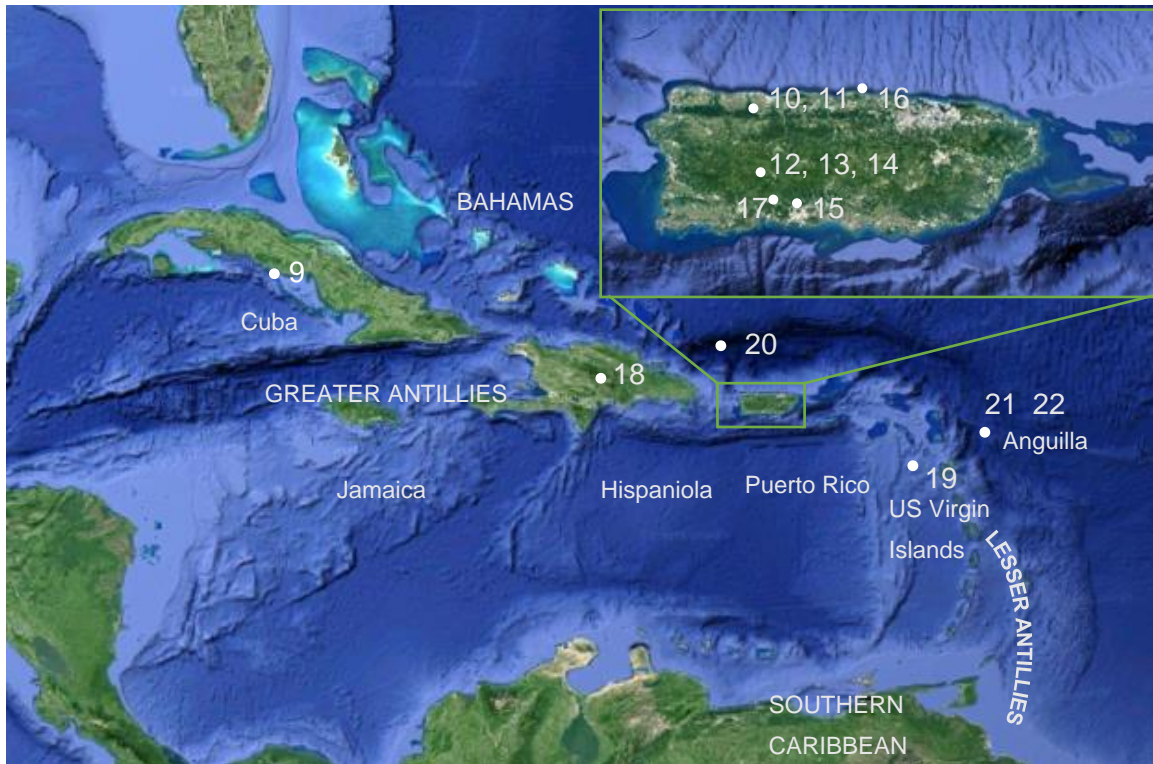 10, 11
16
12, 13, 14
17
15
BAHAMAS
9
Cuba
20
18
GREATER ANTILLIES
21 22
Anguilla
Jamaica
Hispaniola
Puerto Rico
19
US Virgin
Islands
LESSER ANTILLIES
SOUTHERN
CARIBBEAN